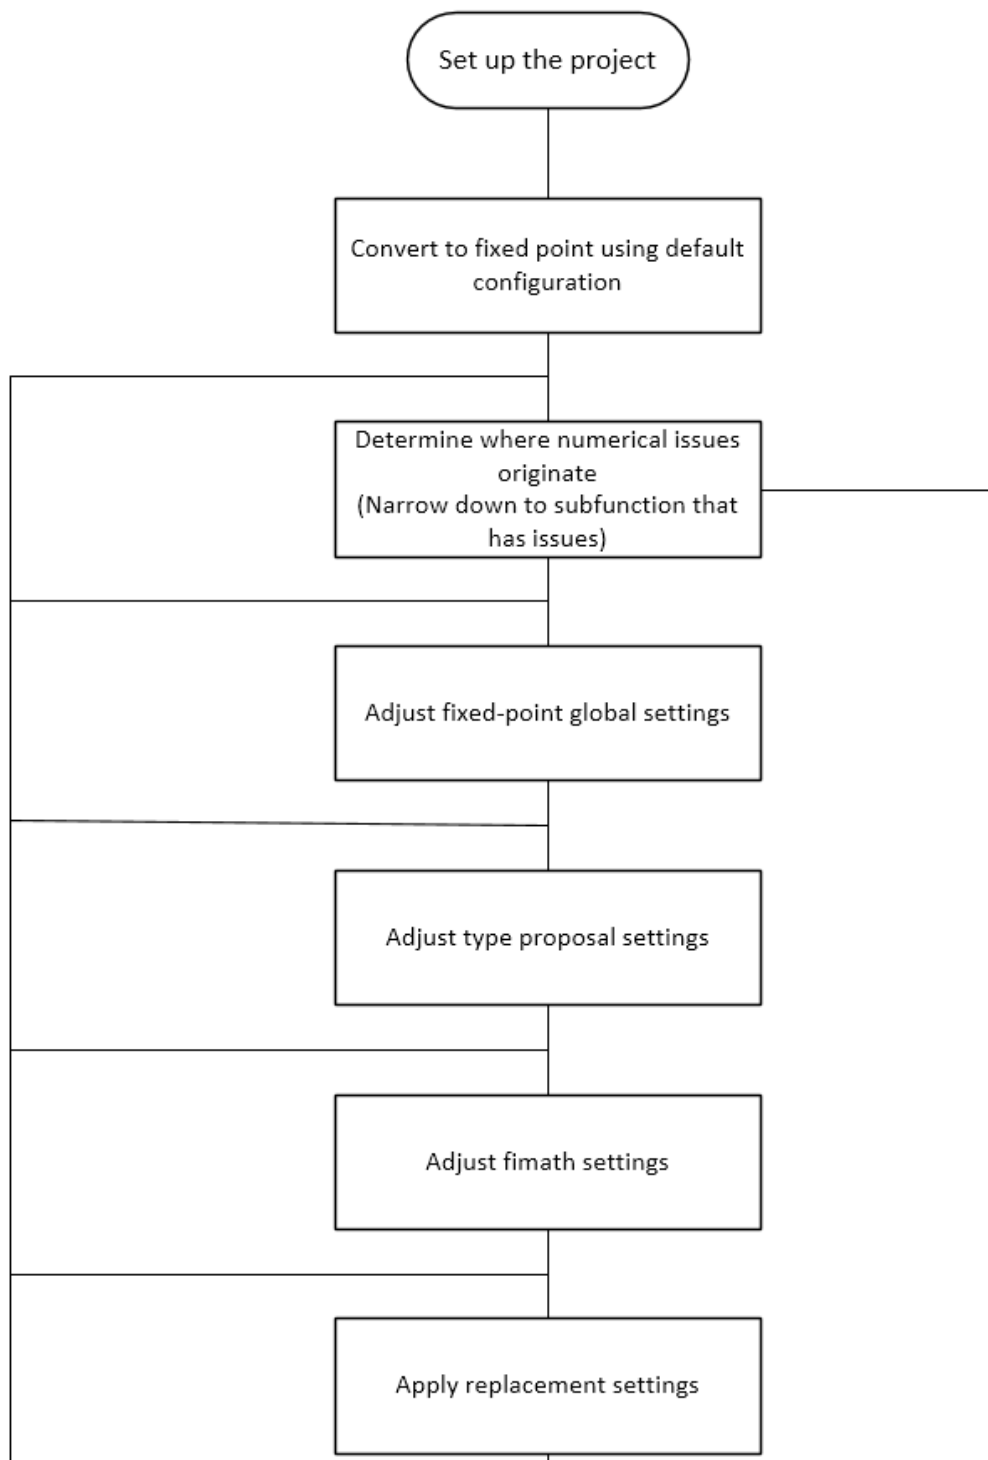 Set up the project
Convert to fixed point using default
configuration
Determine where numerical issues
originate
(Narrow down to subfunction that
has issues)
Adjust fixed-point global settings
Adjust type proposal settings
Adjust fimath settings
Apply replacement settings